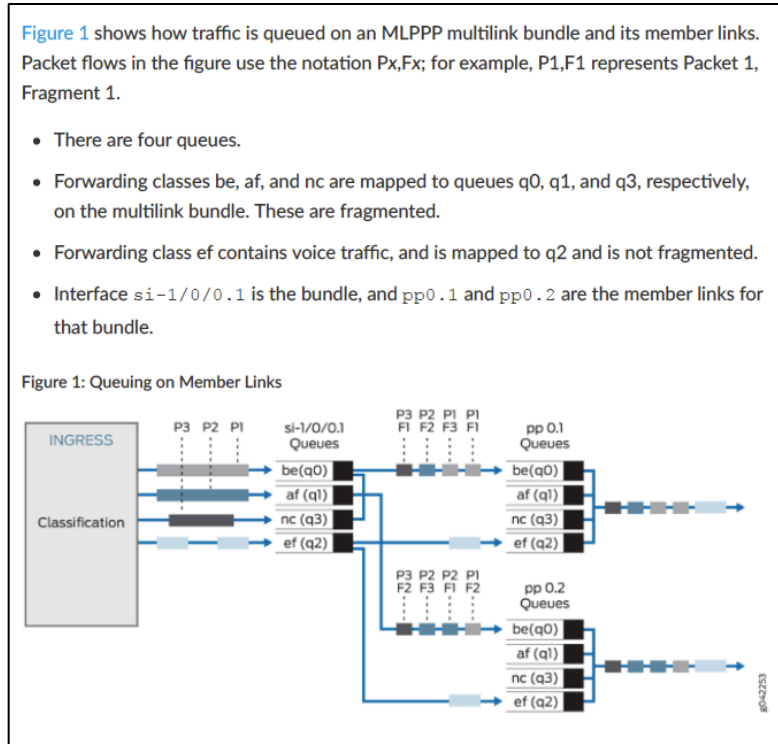 Figure 1 shows how traffic is queued on an MLPPP multilink bundle and its member links.
Packet flows in the figure use the notation Px,Fx; for example, P1,F1 represents Packet 1,
Fragment 1.
• There are four queues.
• Forwarding classes be, af, and nc are mapped to queues q0, q1, and q3, respectively,
on the multilink bundle. These are fragmented.
• Forwarding class ef contains voice traffic, and is mapped to q2 and is not fragmented.
• Interface si-1/0/0.1 is the bundle, and pp0.1 and pp0.2 are the member links for
that bundle.
Figure 1: Queuing on Member Links
INGRESS
Classification
P3 P2 P1
si-1/0/0.1
Queues
be(q0)
af (q1)
nc (q3)
ef (q2)
P3 P2 P1 P1
F1 F2 F3 F1
pp 0.1
Queues
be(q0)
af (q1)
nc (q3)
ef (q2)
P3 P2 P2 P1
F2 F3 F1 F2
pp 0.2
Queues
be(q0)
af (q1)
nc (q3)
ef (q2)
g042253